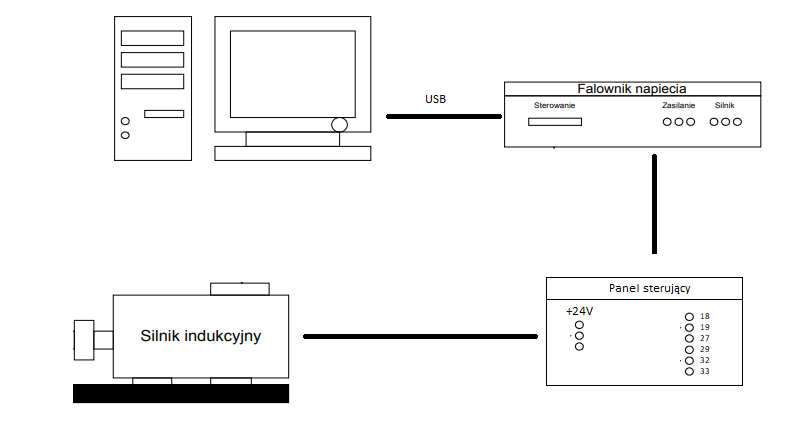 USB
Falownik napiecia
Sterowanie Zasilanie Silnik
Panel sterujący
+24V
18
19
27
29
32
33
Silnik indukcyjny